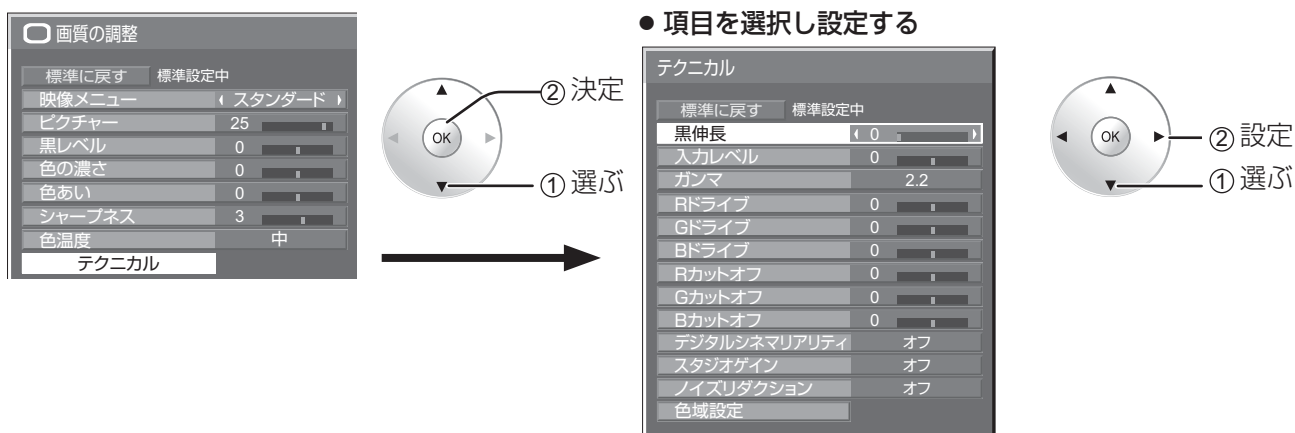 画質の調整
標準に戻す 標準設定中
映像メニュー スタンダード
ピクチャー 25
黒レベル 0
色の濃さ 0
色あい 0
シャープネス 3
色温度 中
テクニカル
OK
②決定
①選ぶ
● 項目を選択し設定する
テクニカル
標準に戻す 標準設定中
黒伸長 0
入力レベル 0
ガンマ 2.2
Rドライブ 0
Gドライブ 0
Bドライブ 0
Rカットオフ 0
Gカットオフ 0
Bカットオフ 0
デジタルシネマリアリティ オフ
スタジオゲイン オフ
ノイズリダクション オフ
色域設定
OK
②設定
①選ぶ